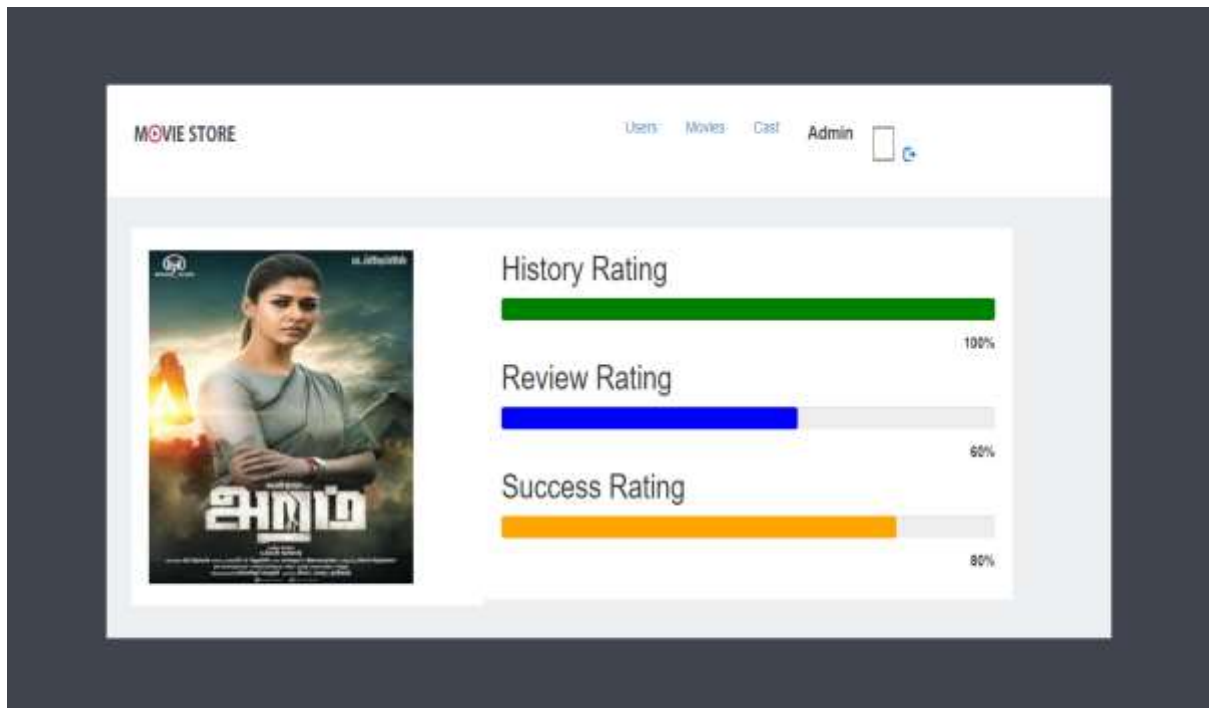 MOVIE STORE
Users Movies Cast Admin
History Rating
100%
Review Rating
60%
Success Rating
80%
அறம்